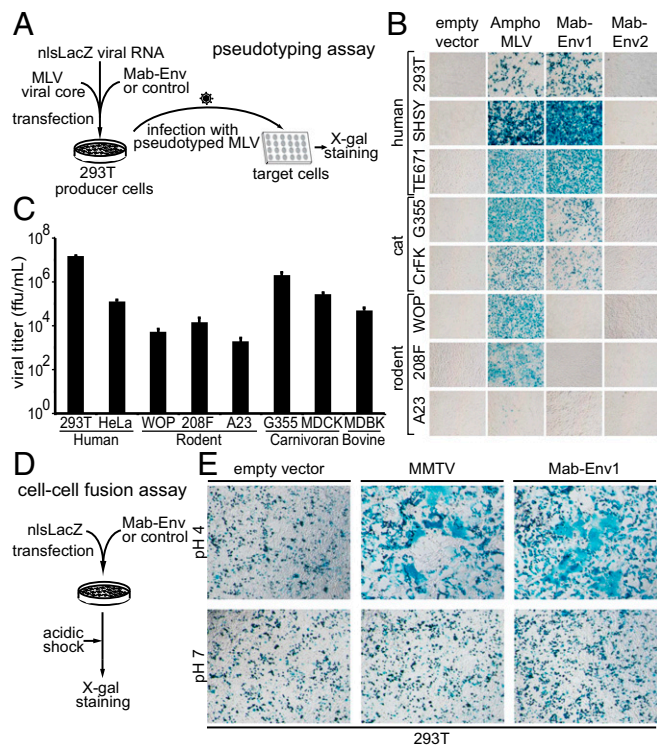 A
pseudotyping assay
nlsLacZ viral RNA
MLV
viral core
Mab-Env
or control
transfection
infection with
pseudotyped MLV
X-gal
staining
293T
producer cells
target cells
B
empty
vector
Ampho
MLV
Mab-
Env1
Mab-
Env2
human
293T
SHSY
TE671
cat
G355
CrFK
rodent
WOP
208F
A23
C
viral titer (ffu/mL)
10^8
10^6
10^4
10^2
10^0
293T HeLa WOP 208F A23 G355 MDCK MDBK
Human Rodent Carnivoran Bovine
D
cell-cell fusion assay
nlsLacZ
Mab-Env
or control
transfection
acidic
shock
X-gal
staining
E
empty vector MMTV Mab-Env1
pH 4
pH 7
293T